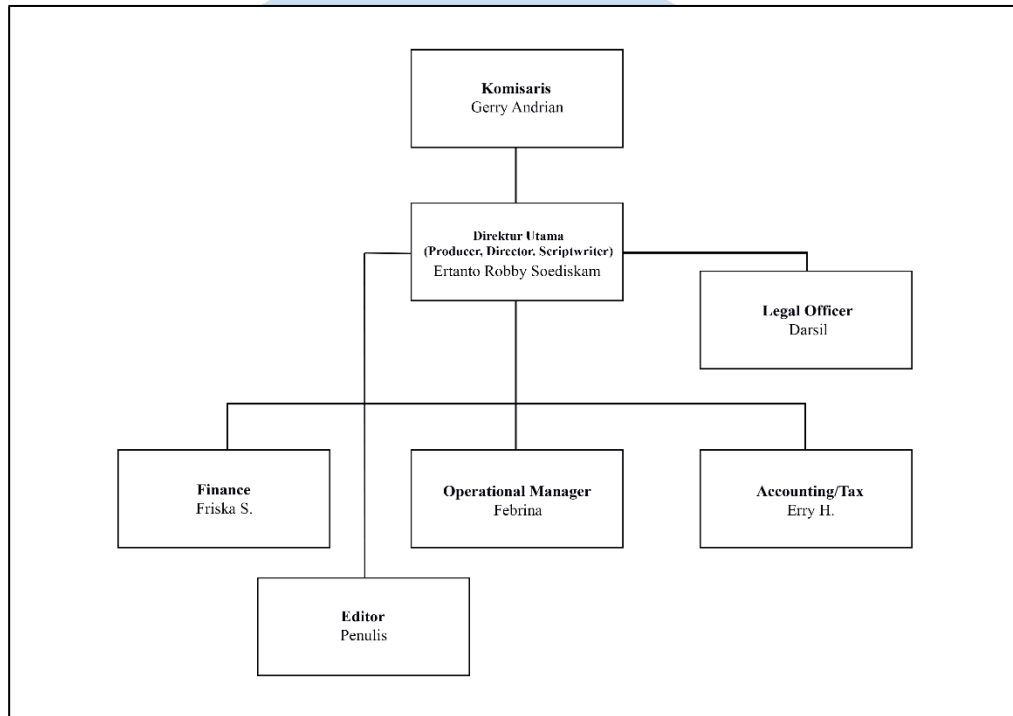 Komisaris
Gerry Andrian
Direktur Utama
(Producer, Director, Scriptwriter)
Ertanto Robby Soediskam
Legal Officer
Darsil
Finance
Friska S.
Operational Manager
Febrina
Accounting/Tax
Erry H.
Editor
Penulis